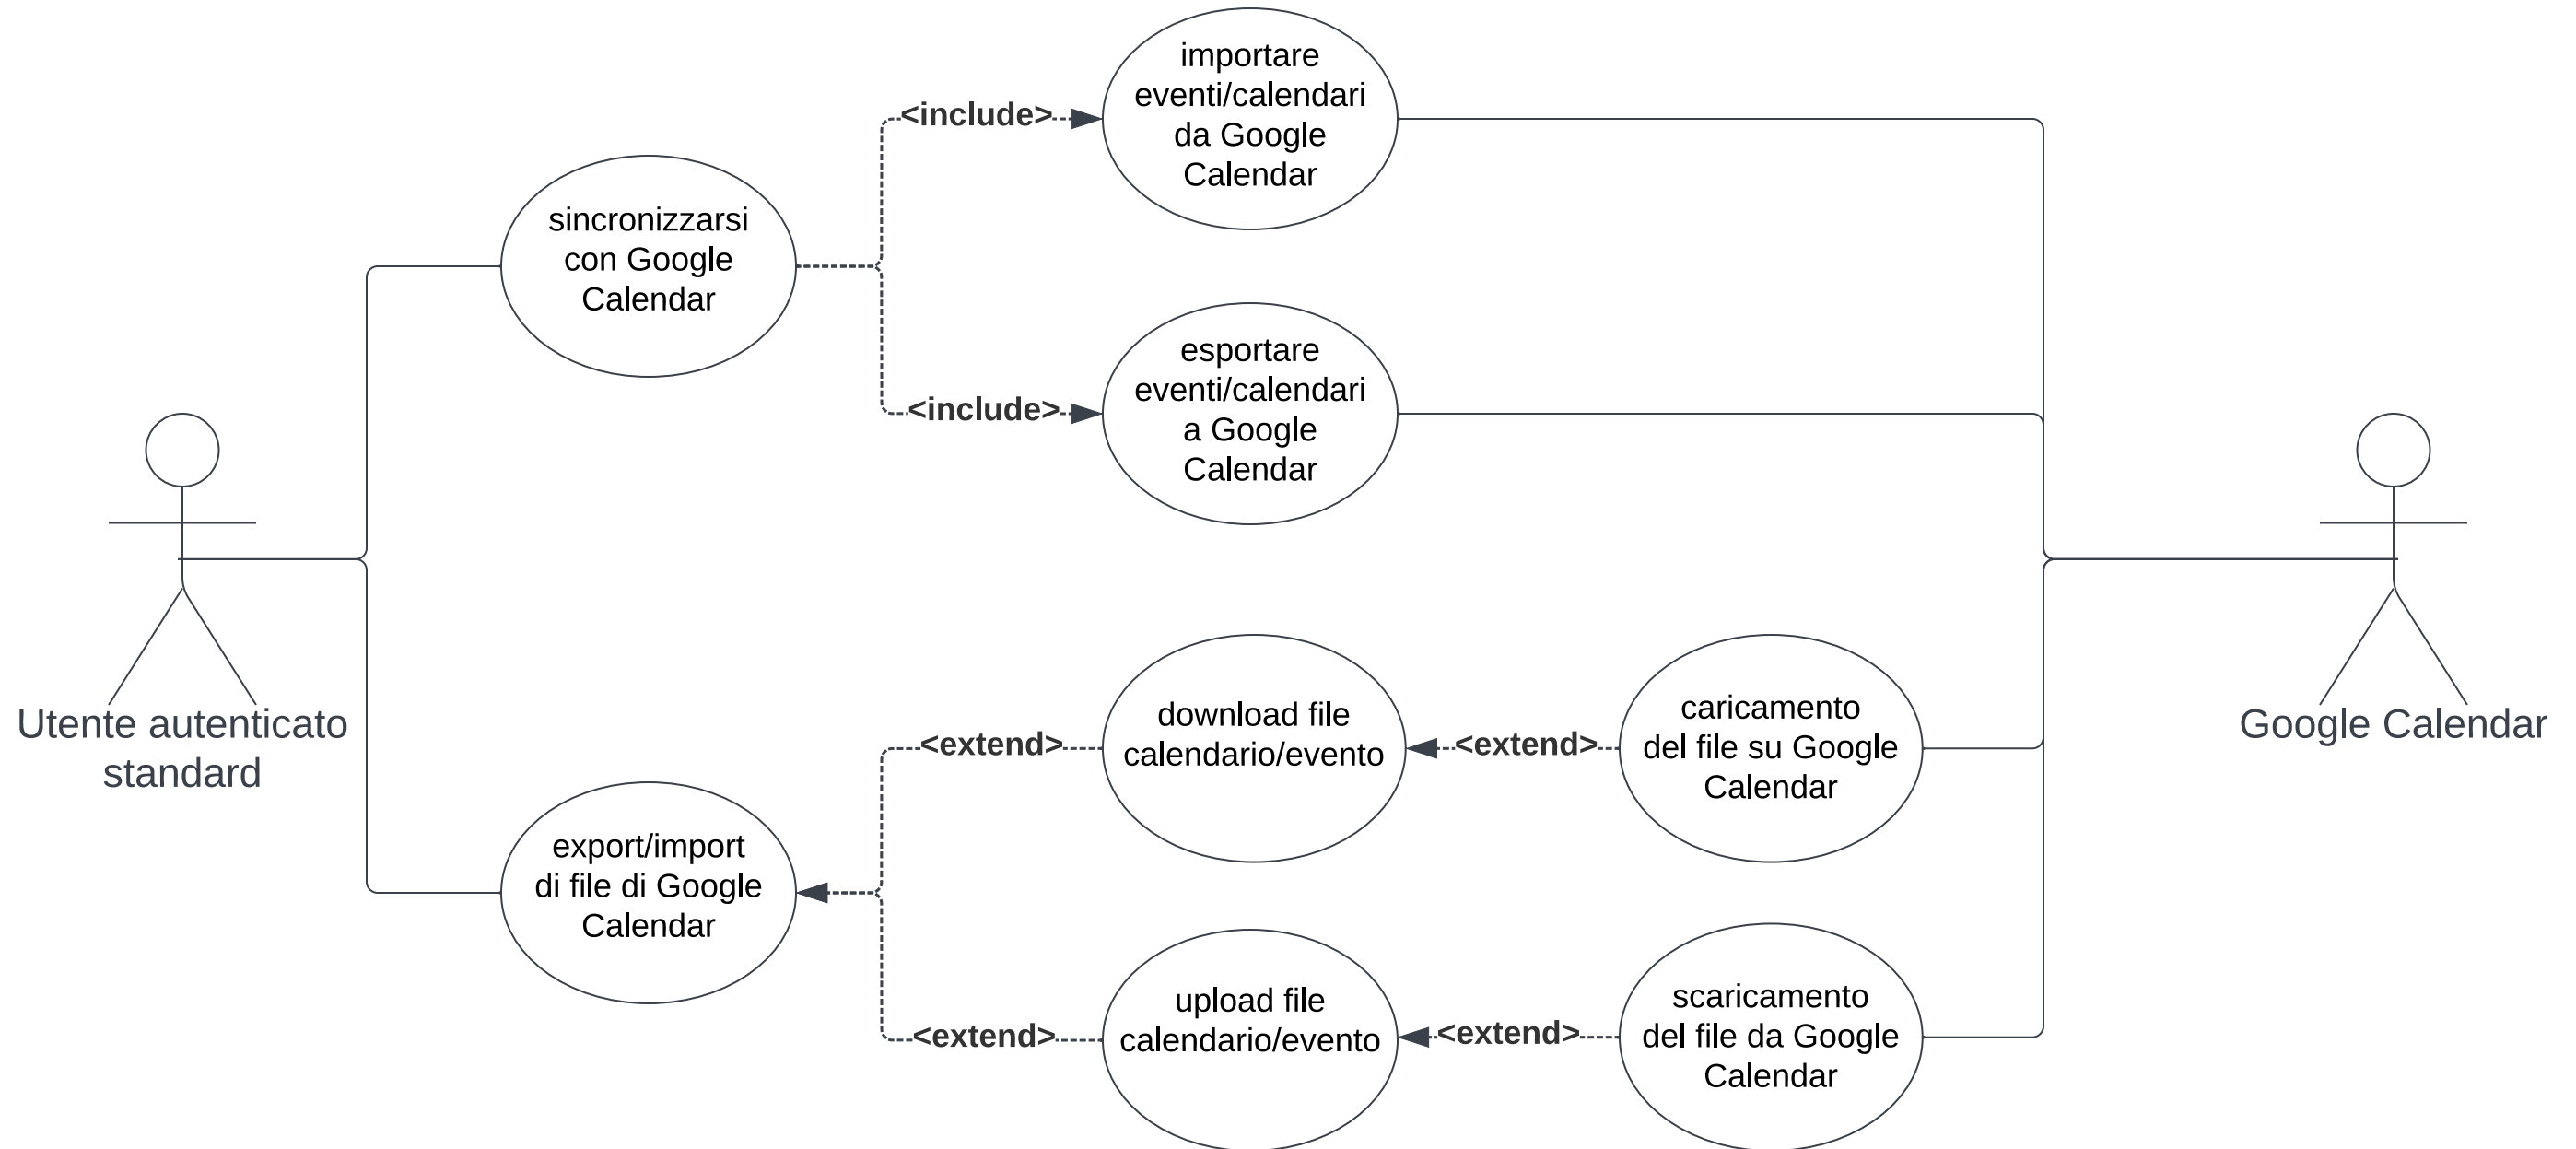 importare
eventi/calendari
da Google
Calendar
<include>
sincronizzarsi
con Google
Calendar
esportare
eventi/calendari
a Google
Calendar
<include>
Utente autenticato
standard
Google Calendar
download file
calendario/evento
<extend>
<extend>
caricamento
del file su Google
Calendar
export/import
di file di Google
Calendar
upload file
calendario/evento
<extend>
<extend>
scaricamento
del file da Google
Calendar